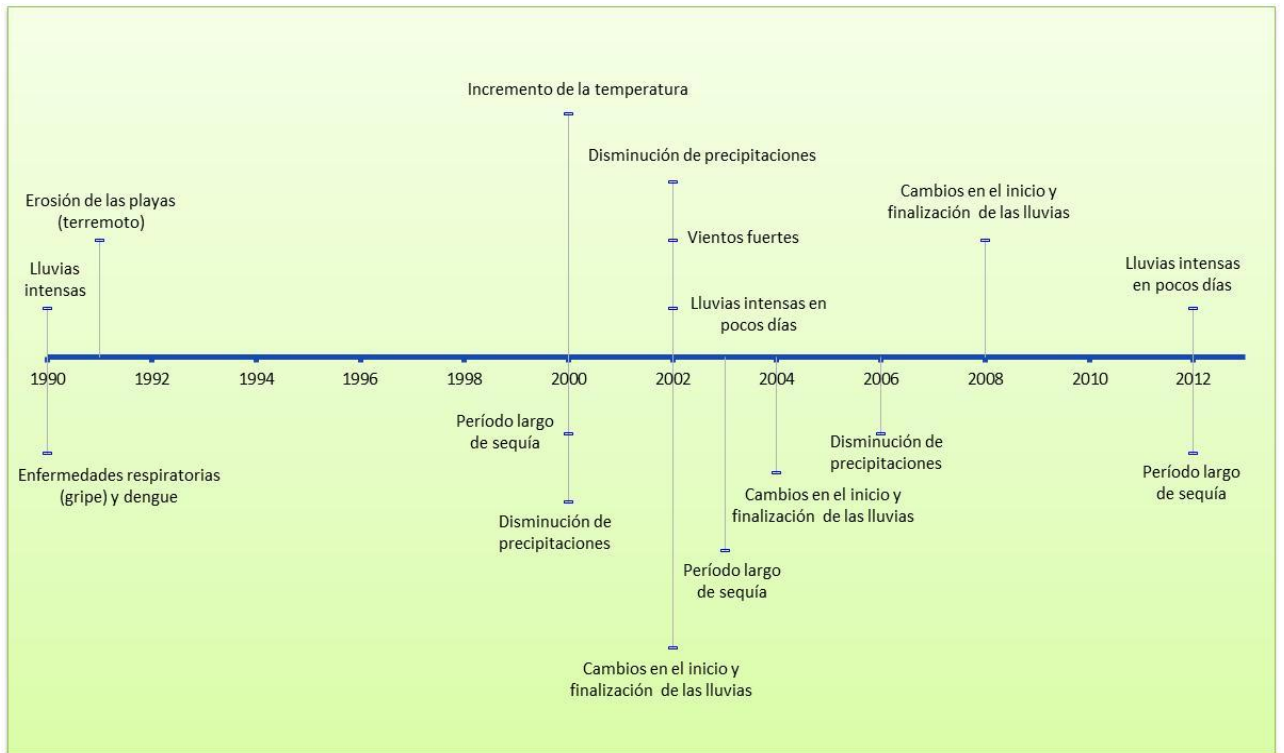 Incremento de la temperatura
Disminución de precipitaciones
Erosión de las playas
(terremoto)
Cambios en el inicio y
finalización de las lluvias
Vientos fuertes
Lluvias
intensas
Lluvias intensas
en pocos días
Lluvias intensas en
pocos días
1990
1992
1994
1996
1998
2000
2002
2004
2006
2008
2010
2012
Período largo
de sequía
Disminución de
precipitaciones
Enfermedades respiratorias
(gripe) y dengue
Período largo
de sequía
Cambios en el inicio y
finalización de las lluvias
Disminución de
precipitaciones
Período largo
de sequía
Cambios en el inicio y
finalización de las lluvias